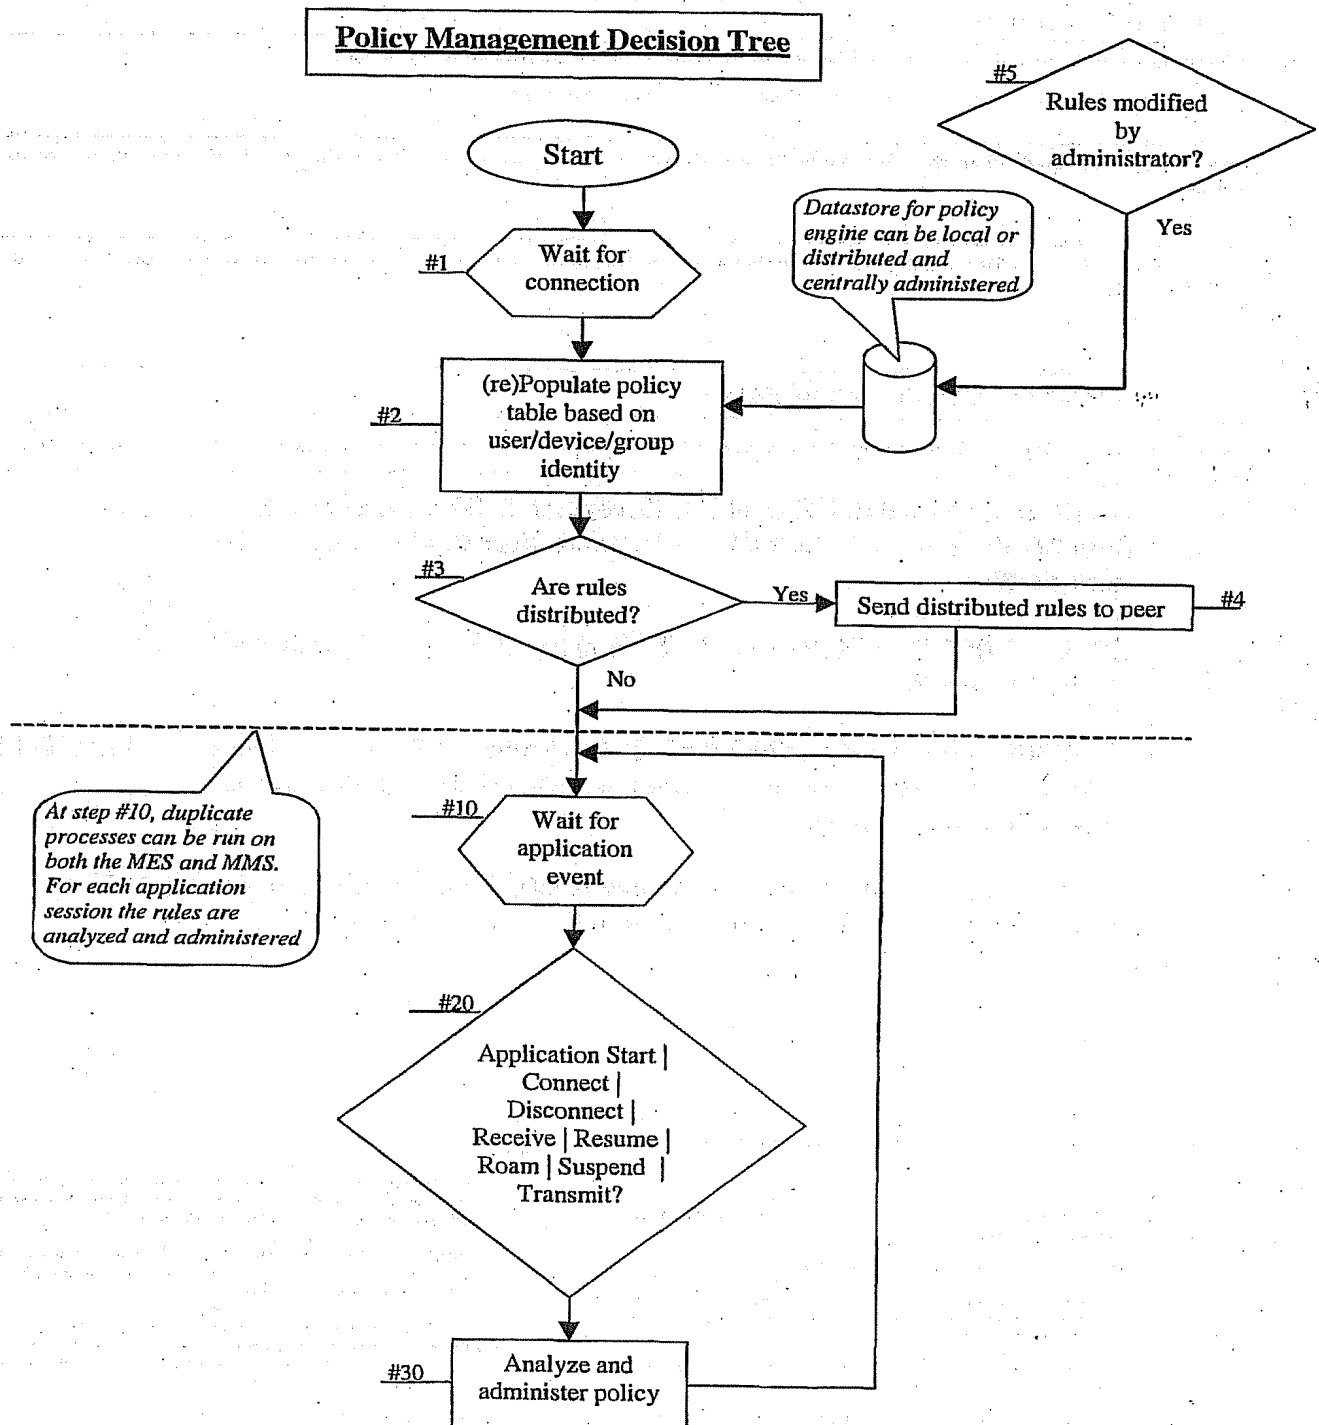 Policy Management Decision Tree
#5
Rules modified
by
administrator?
Yes
Start
Datastore for policy
engine can be local or
distributed and
centrally administered
#1
Wait for
connection
#2
(re)Populate policy
table based on
user/device/group
identity
#3
Are rules
distributed?
Yes
Send distributed rules to peer
#4
No
At step #10, duplicate
processes can be run on
both the MES and MMS.
For each application
session the rules are
analyzed and administered
#10
Wait for
application
event
#20
Application Start |
Connect |
Disconnect |
Receive | Resume |
Roam | Suspend |
Transmit?
#30
Analyze and
administer policy